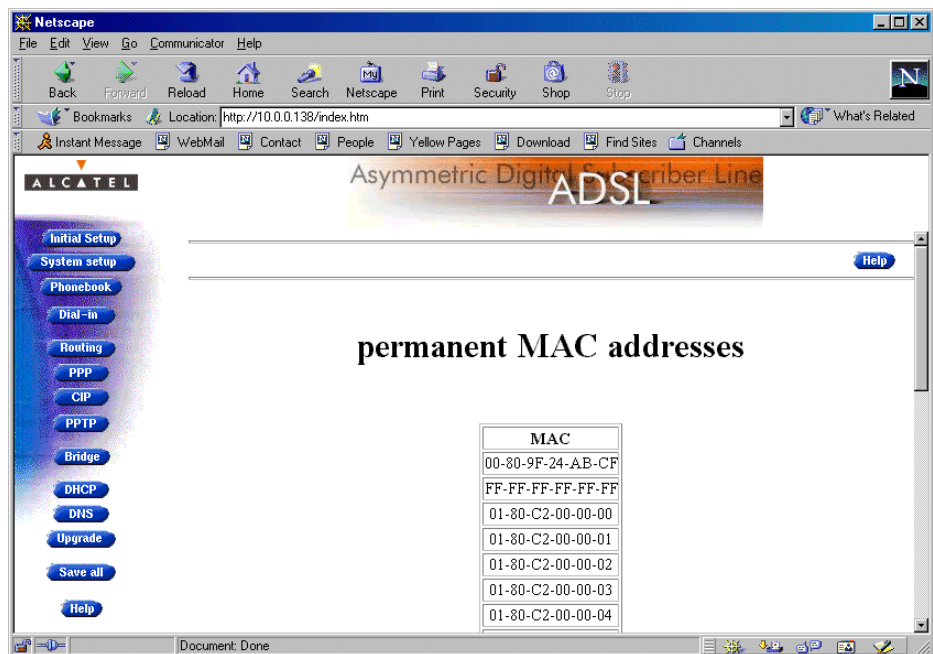 Netscape
File Edit View Go Communicator Help
Back Forward Reload Home Search Netscape Print Security Shop Stop
My
N
Bookmarks Location: http://10.0.0.138/index.htm What's Related
Instant Message WebMail Contact People Yellow Pages Download Find Sites Channels
ALCATEL
Asymmetric Digital Subscriber Line
ADSL
Initial Setup
System setup
Phonebook
Dial-in
Routing
PPP
CIP
PPTP
Bridge
DHCP
DNS
Upgrade
Save all
Help
Help
permanent MAC addresses
MAC
00-80-9F-24-AB-CF
FF-FF-FF-FF-FF-FF
01-80-C2-00-00-00
01-80-C2-00-00-01
01-80-C2-00-00-02
01-80-C2-00-00-03
01-80-C2-00-00-04
Document: Done